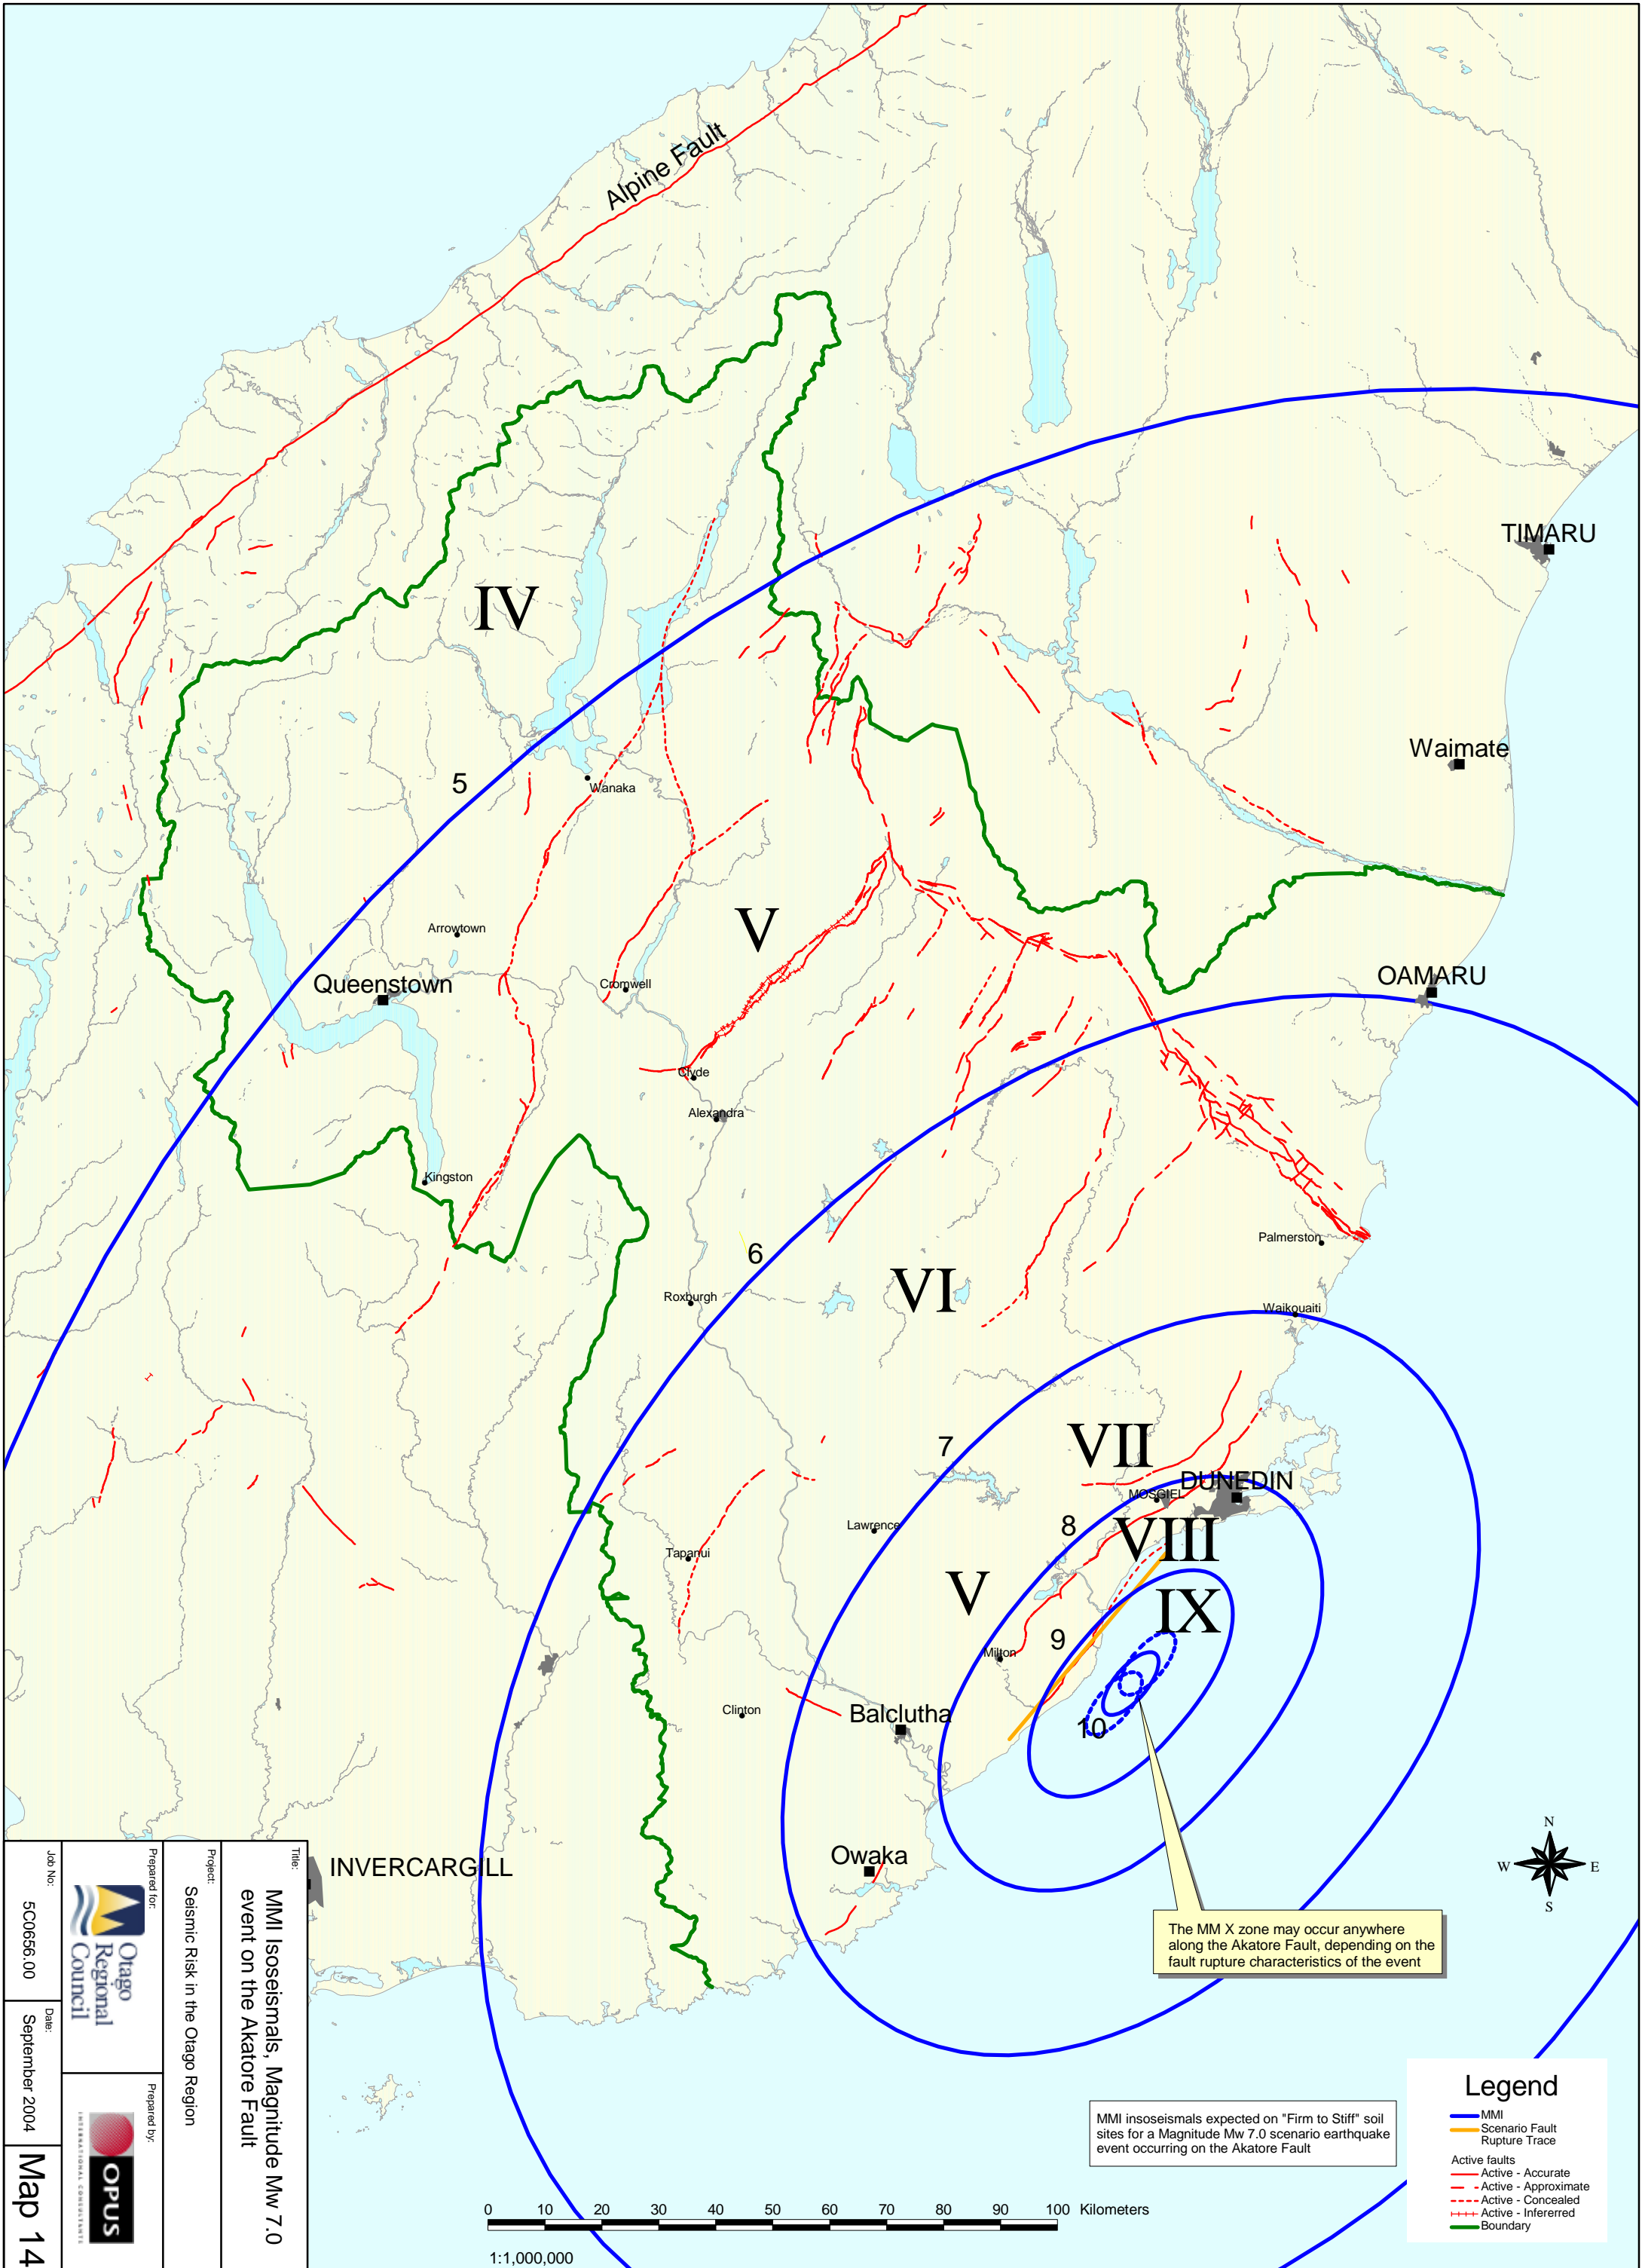 Alpine Fault
TIMARU
IV
Waimate
5
Wanaka
V
Arrowtown
Queenstown
Cromwell
OAMARU
Clyde
Alexandra
Kingston
6
Palmerston
VI
Roxburgh
Waikouaiti
7
VII
DUNEDIN
MOSGIEL
8
Lawrence
VIII
Tapanui
V
IX
9
Milton
Clinton
Balclutha
10
Owaka
INVERCARGILL
N
W
E
S
The MM X zone may occur anywhere
along the Akatore Fault, depending on the
fault rupture characteristics of the event
MMI insoseismals expected on "Firm to Stiff" soil
sites for a Magnitude Mw 7.0 scenario earthquake
event occurring on the Akatore Fault
Legend
MMI
Scenario Fault
Rupture Trace
Active faults
Active - Accurate
Active - Approximate
Active - Concealed
Active - Infererred
Boundary
0 10 20 30 40 50 60 70 80 90 100 Kilometers
1:1,000,000
Title:
MMI Isoseismals, Magnitude Mw 7.0
event on the Akatore Fault
Project:
Seismic Risk in the Otago Region
Prepared for:
Otago
Regional
Council
Prepared by:
OPUS
INTERNATIONAL CONSULTANTS
Job No:
5C0656.00
Date:
September 2004
Map 14